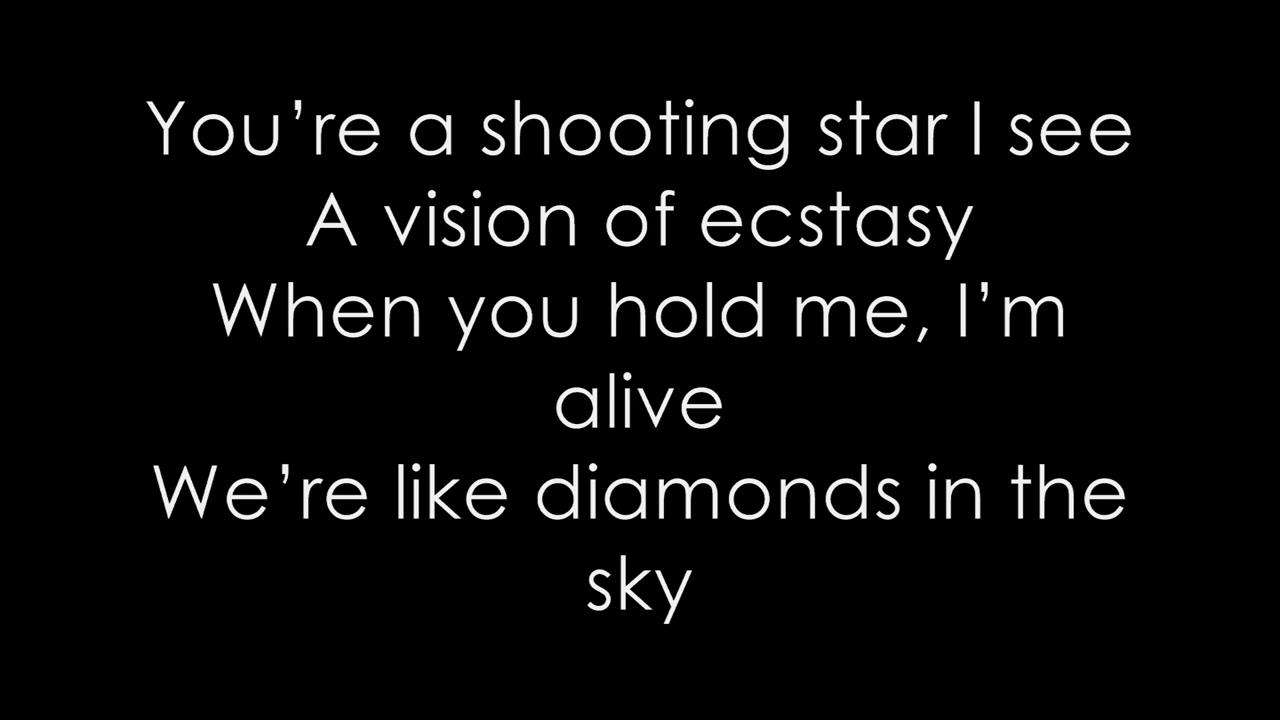 You’re a shooting star I see
A vision of ecstasy
When you hold me, I’m
alive
We’re like diamonds in the
sky